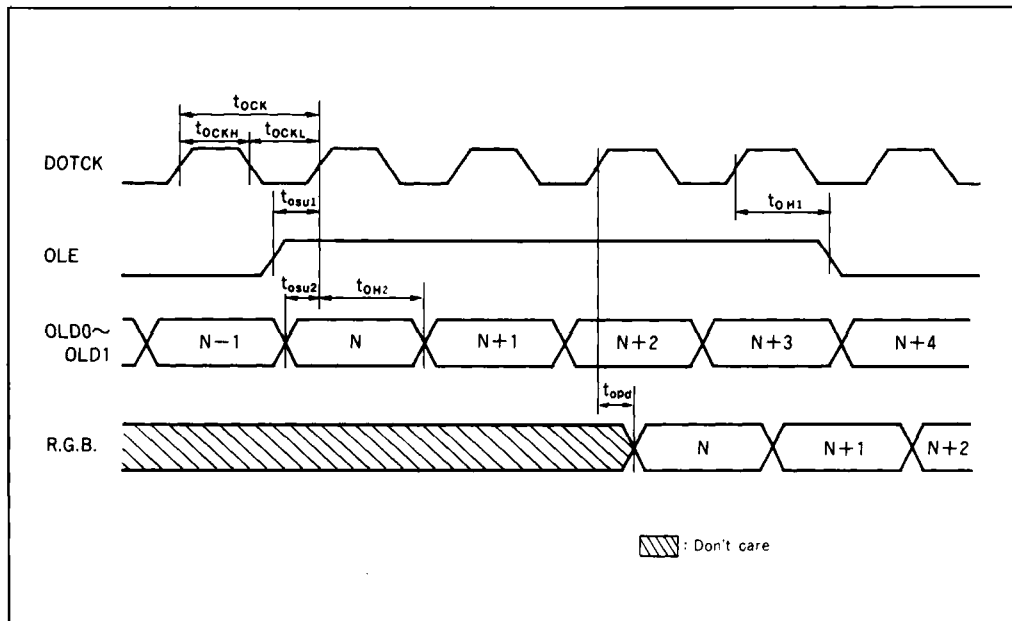 tOCK
tOCKH tOCKL
DOTCK
tosu1
tOH1
OLE
tosu2 tOH2
OLD0～
OLD1
N−1 N N+1 N+2 N+3 N+4
topd
R.G.B. N N+1 N+2
: Don't care